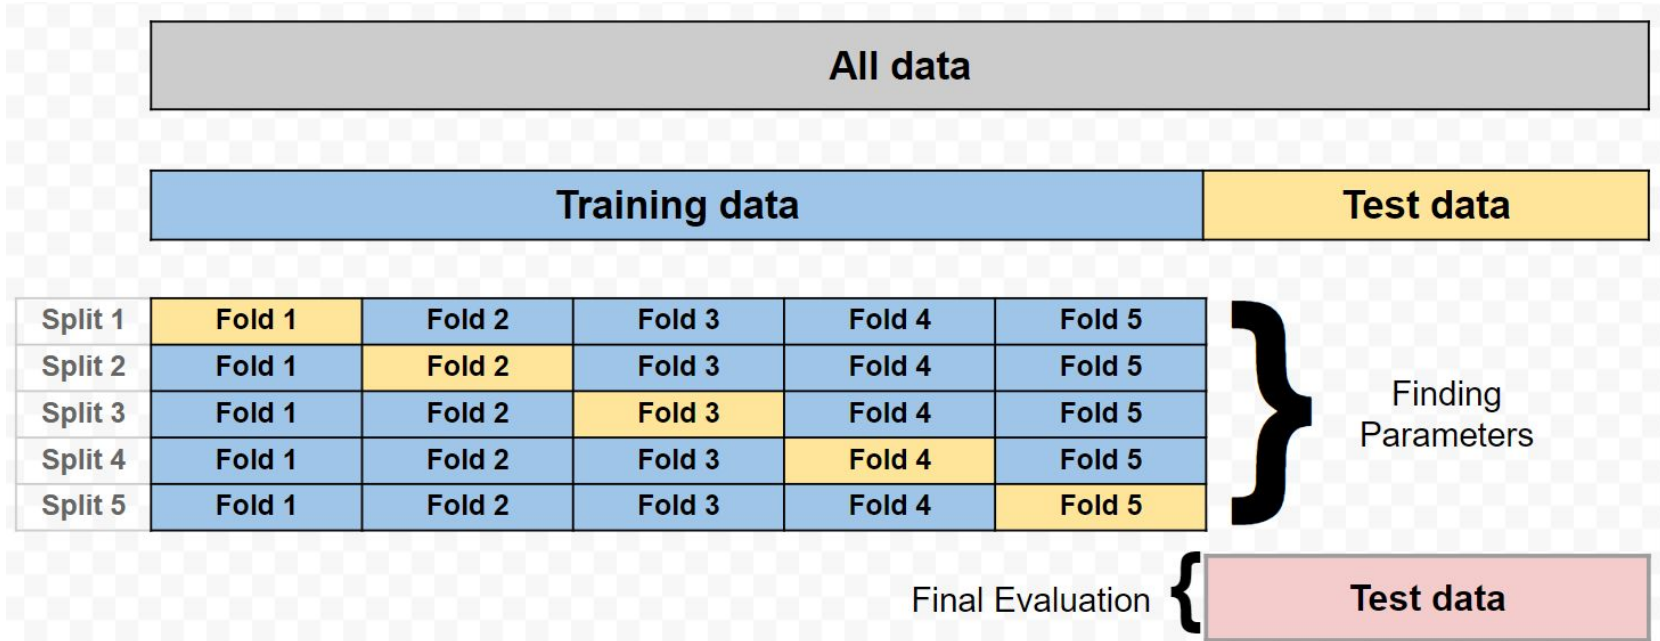 All data
Training data Test data
Split 1 Fold 1 Fold 2 Fold 3 Fold 4 Fold 5
Split 2 Fold 1 Fold 2 Fold 3 Fold 4 Fold 5
Split 3 Fold 1 Fold 2 Fold 3 Fold 4 Fold 5
Split 4 Fold 1 Fold 2 Fold 3 Fold 4 Fold 5
Split 5 Fold 1 Fold 2 Fold 3 Fold 4 Fold 5
Finding
Parameters
Final Evaluation Test data